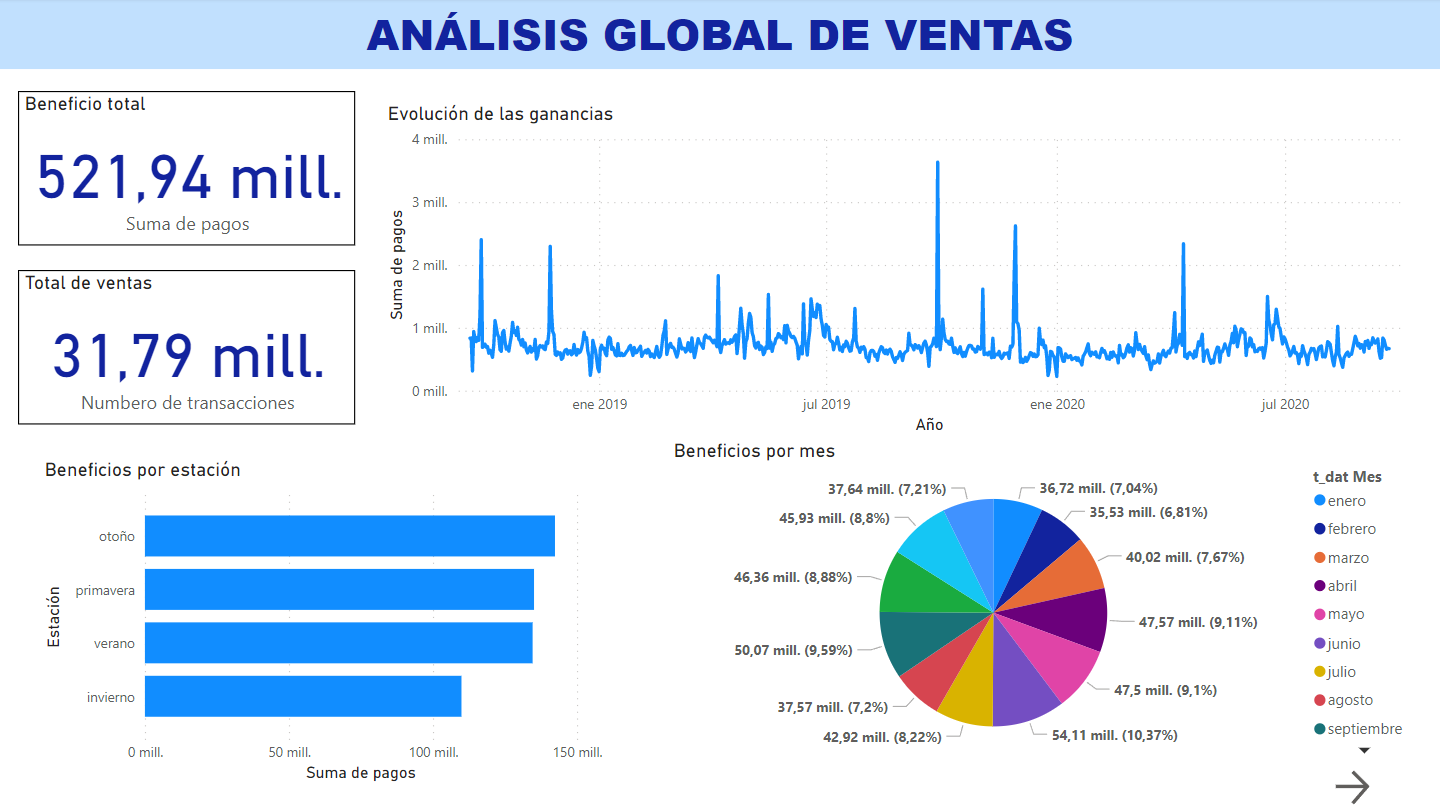 ANÁLISIS GLOBAL DE VENTAS
Beneficio total
521,94 mill.
Suma de pagos
Total de ventas
31,79 mill.
Numbero de transacciones
Evolución de las ganancias
Suma de pagos
4 mill.
3 mill.
2 mill.
1 mill.
0 mill.
ene 2019
jul 2019
ene 2020
jul 2020
Año
Beneficios por estación
Estación
otoño
primavera
verano
invierno
0 mill.
50 mill.
100 mill.
150 mill.
Suma de pagos
Beneficios por mes
36,72 mill. (7,04%)
35,53 mill. (6,81%)
40,02 mill. (7,67%)
47,57 mill. (9,11%)
47,5 mill. (9,1%)
54,11 mill. (10,37%)
42,92 mill. (8,22%)
37,57 mill. (7,2%)
50,07 mill. (9,59%)
46,36 mill. (8,88%)
45,93 mill. (8,8%)
37,64 mill. (7,21%)
t_dat Mes
enero
febrero
marzo
abril
mayo
junio
julio
agosto
septiembre